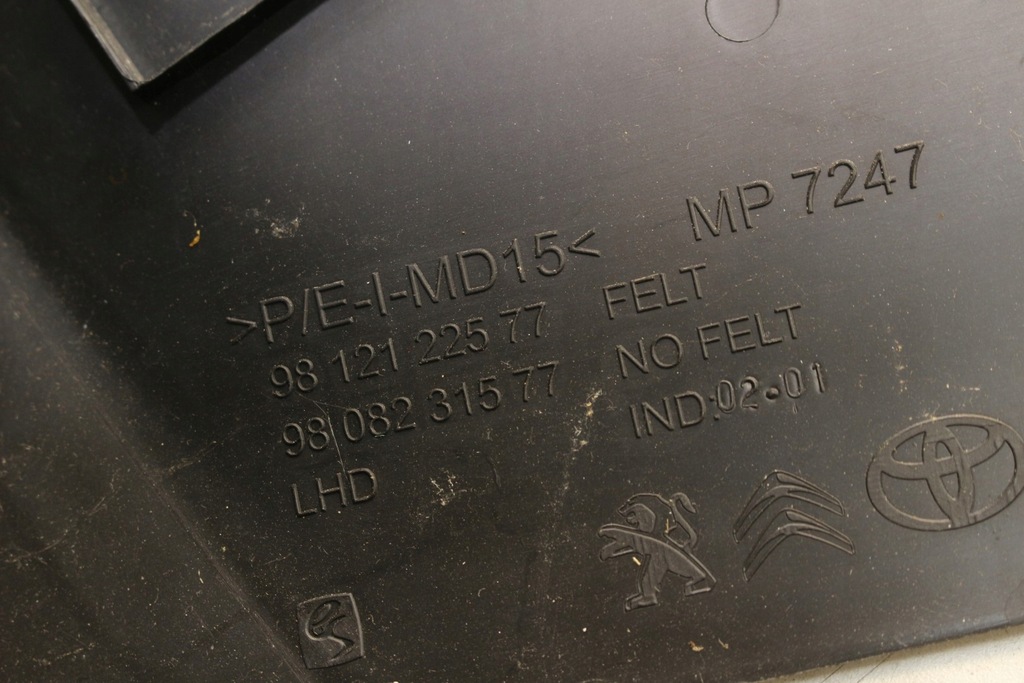 >P/E-I-MD15< MP 7247
98 121 225 77 FELT
98 082 315 77 NO FELT
LHD IND:02.01